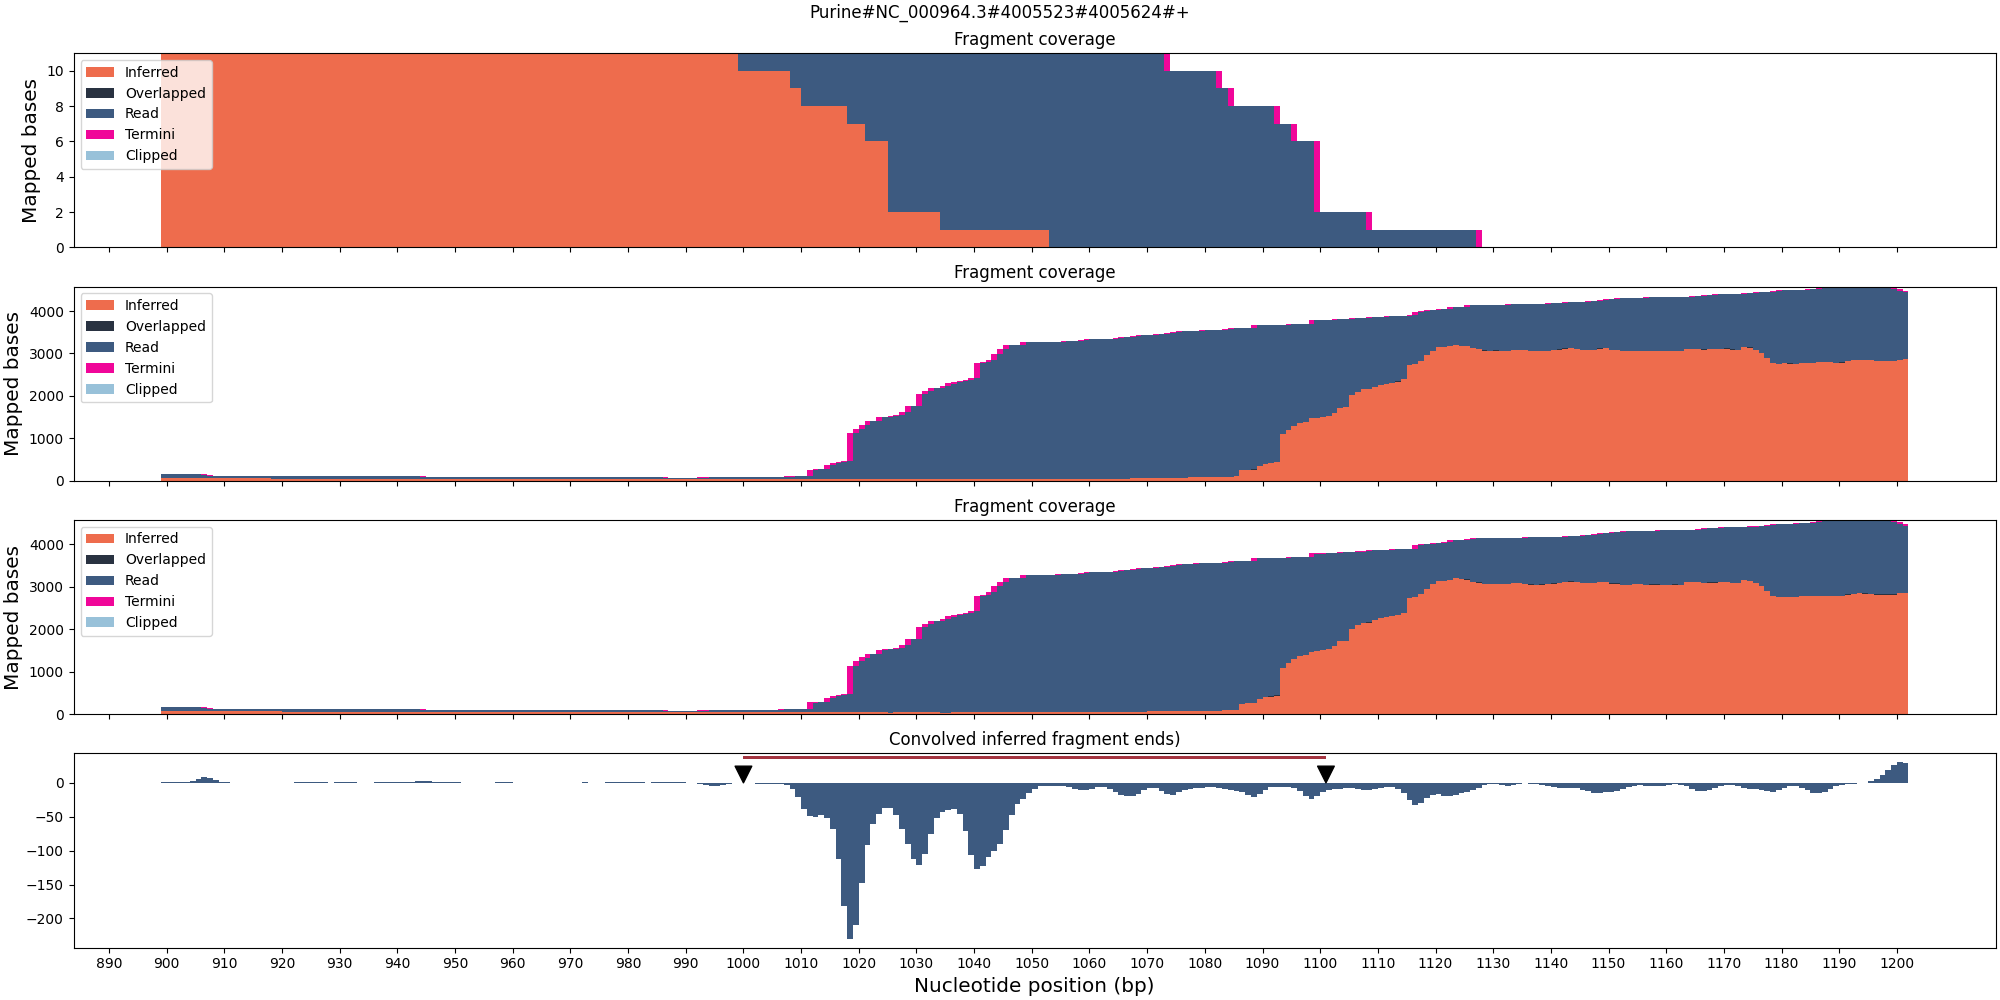 Purine#NC_000964.3#4005523#4005624#+
Fragment coverage
Mapped bases
10
8
6
4
2
0
Inferred
Overlapped
Read
Termini
Clipped
Fragment coverage
Mapped bases
4000
3000
2000
1000
0
Inferred
Overlapped
Read
Termini
Clipped
Fragment coverage
Mapped bases
4000
3000
2000
1000
0
Inferred
Overlapped
Read
Termini
Clipped
Convolved inferred fragment ends)
0
−50
−100
−150
−200
890 900 910 920 930 940 950 960 970 980 990 1000 1010 1020 1030 1040 1050 1060 1070 1080 1090 1100 1110 1120 1130 1140 1150 1160 1170 1180 1190 1200
Nucleotide position (bp)